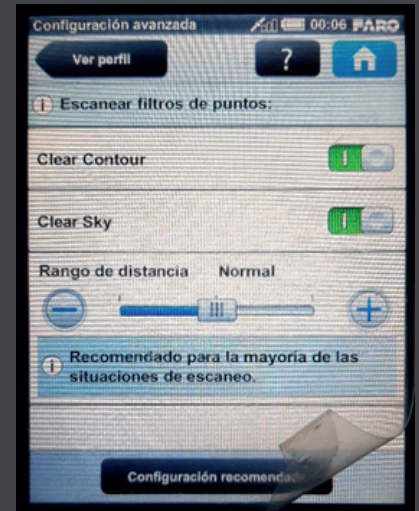 Configuración avanzada 00:06 FARO
Ver perfil ?
Escanear filtros de puntos:
Clear Contour
Clear Sky
Rango de distancia Normal
Recomendado para la mayoría de las
situaciones de escaneo.
Configuración